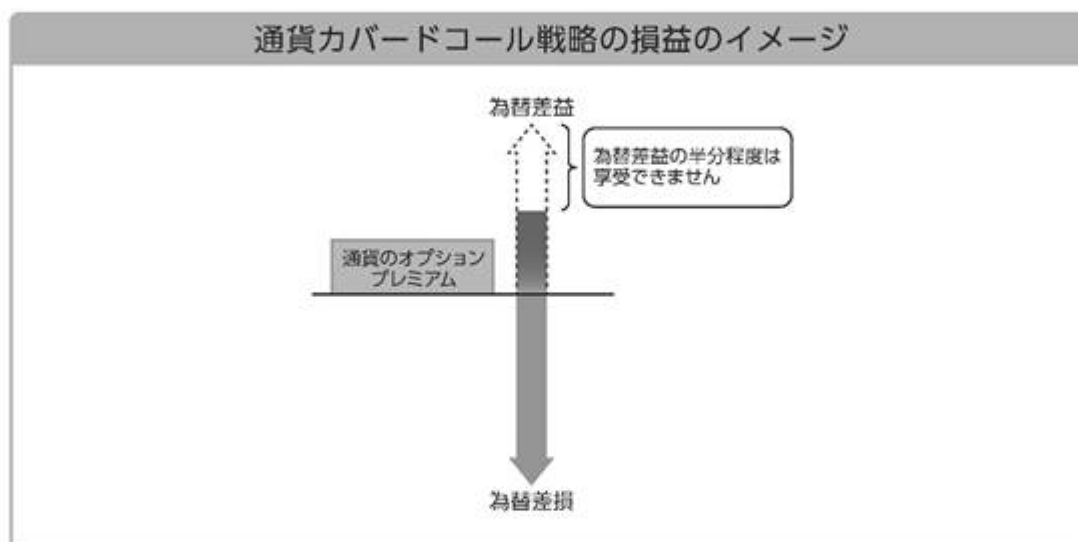 通貨カバードコール戦略の損益のイメージ
為替差益
為替差益の半分程度は
享受できません
通貨のオプション
プレミアム
為替差損